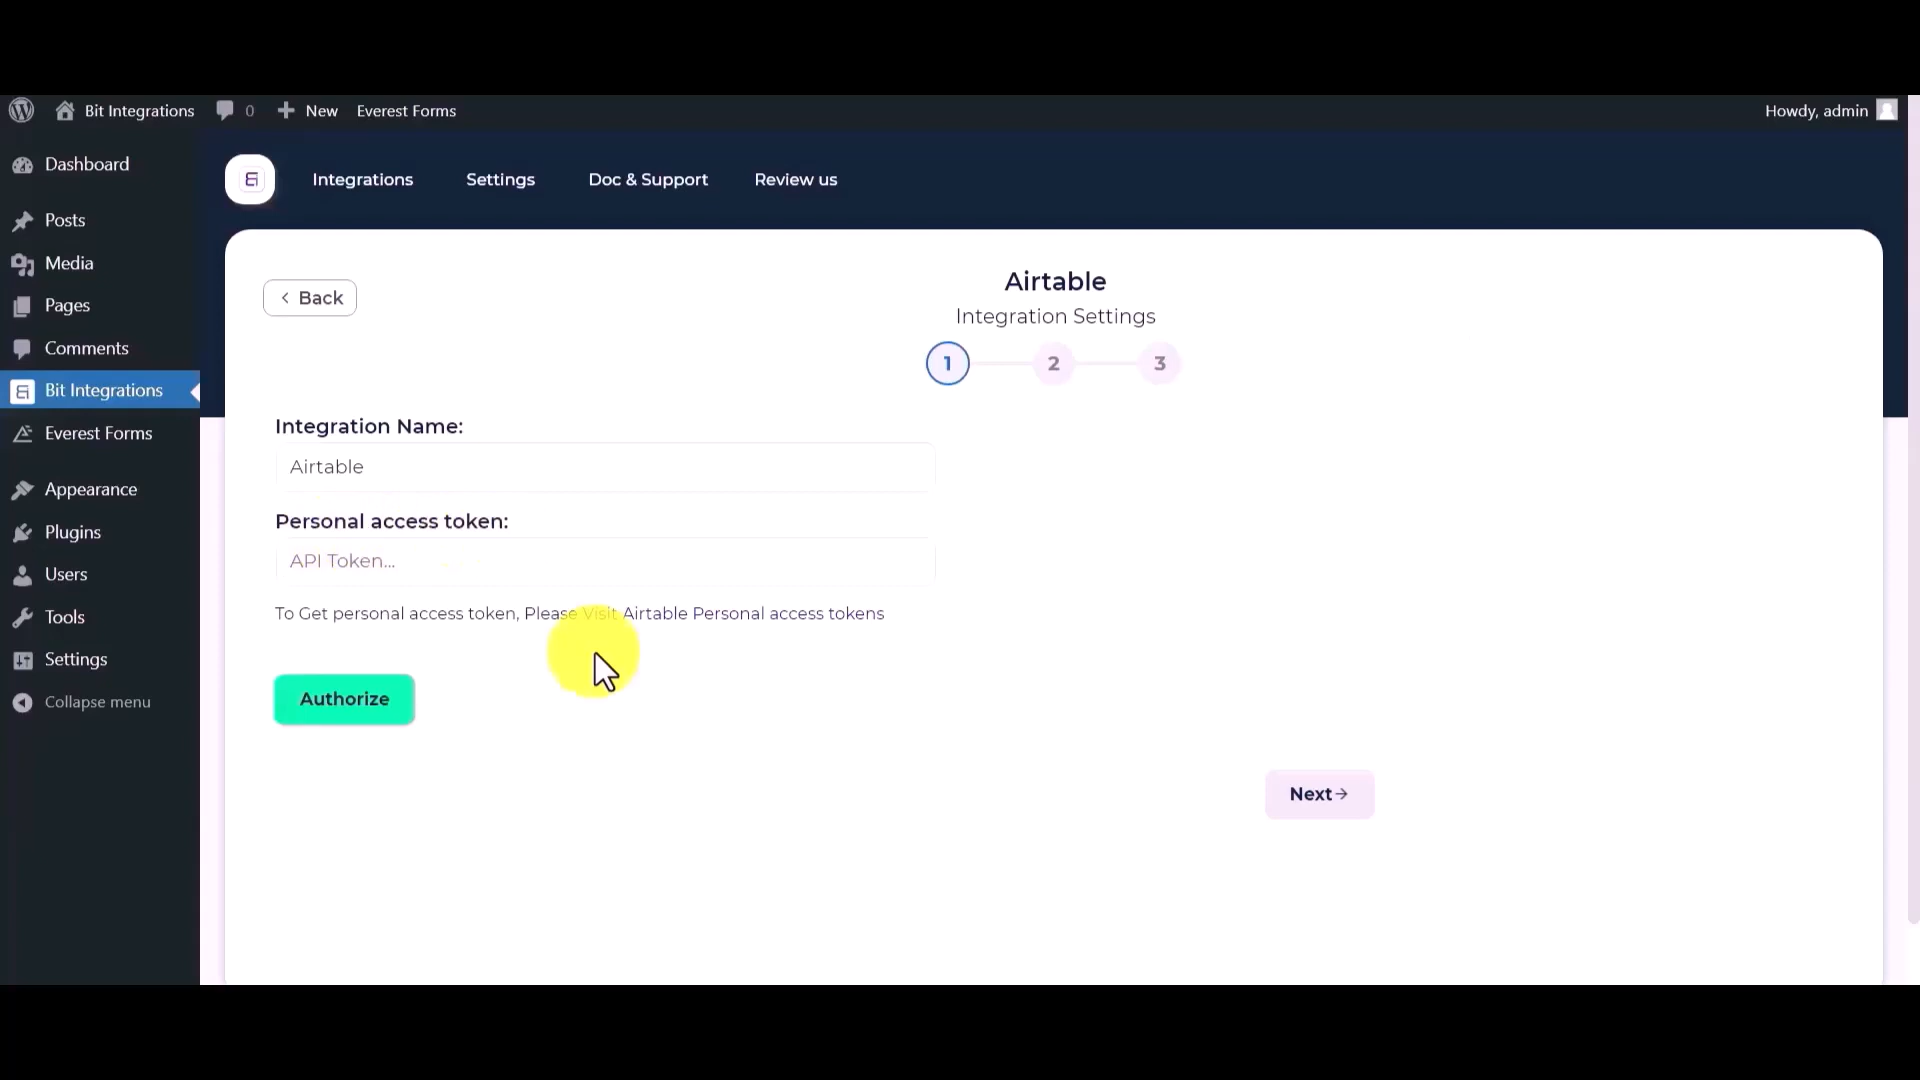 Bit Integrations 0 New Everest Forms Howdy, admin
Dashboard
Posts
Media
Pages
Comments
Bit Integrations
Everest Forms
Appearance
Plugins
Users
Tools
Settings
Collapse menu
Integrations Settings Doc & Support Review us
Back
Airtable
Integration Settings
1 2 3
Integration Name:
Airtable
Personal access token:
API Token...
To Get personal access token, Please Visit Airtable Personal access tokens
Authorize
Next